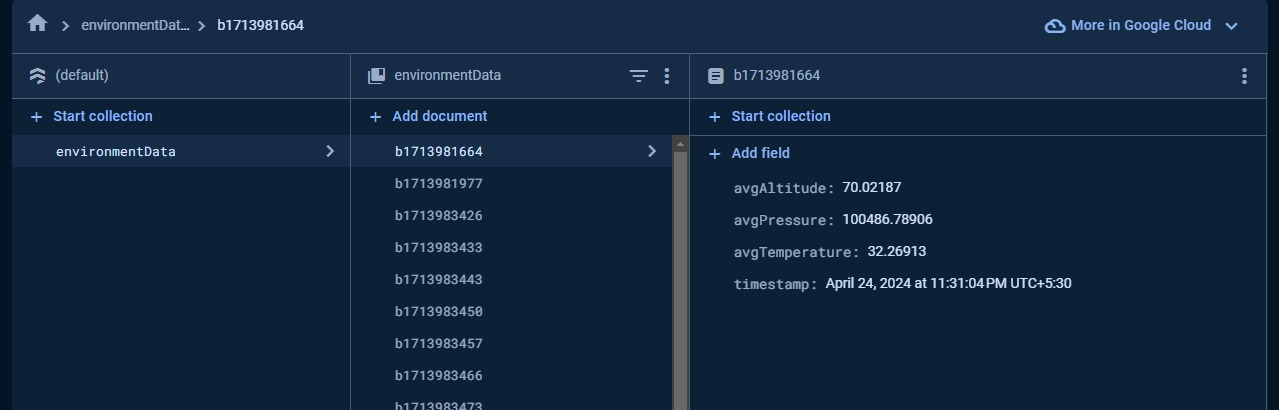 environmentDat... b1713981664
More in Google Cloud
(default)
environmentData
b1713981664
+ Start collection
+ Add document
+ Start collection
environmentData
b1713981664
b1713981977
b1713983426
b1713983433
b1713983443
b1713983450
b1713983457
b1713983466
b1713983473
+ Add field
avgAltitude: 70.02187
avgPressure: 100486.78906
avgTemperature: 32.26913
timestamp: April 24, 2024 at 11:31:04 PM UTC+5:30